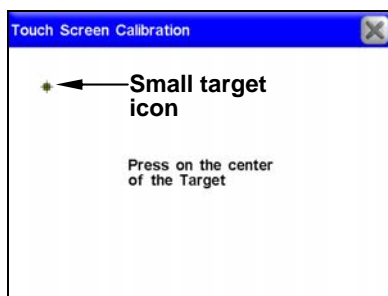 Touch Screen Calibration
Small target
icon
Press on the center
of the Target